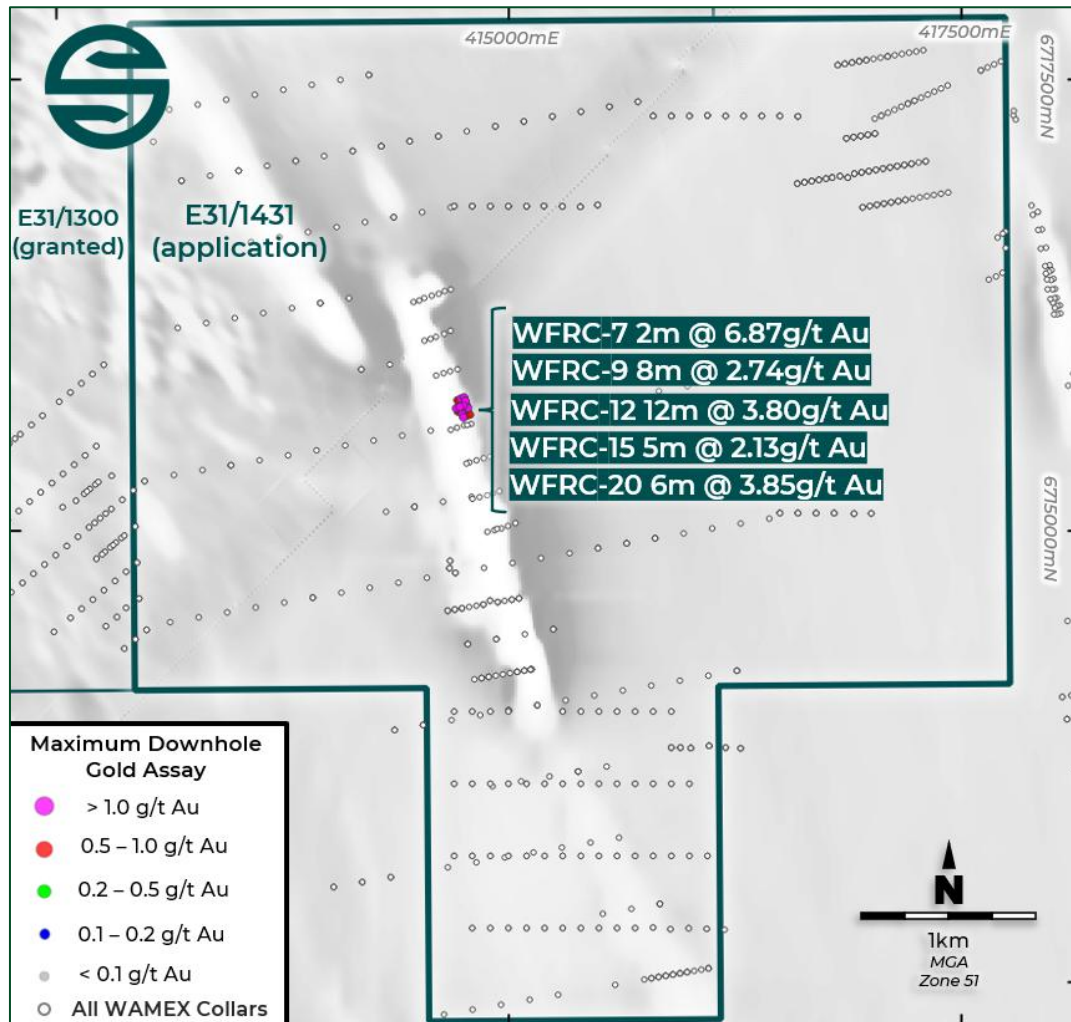 415000mE
417500mE
6717500mN
E31/1300
(granted)
E31/1431
(application)
WFRC-7 2m @ 6.87g/t Au
WFRC-9 8m @ 2.74g/t Au
WFRC-12 12m @ 3.80g/t Au
WFRC-15 5m @ 2.13g/t Au
WFRC-20 6m @ 3.85g/t Au
6715000mN
Maximum Downhole
Gold Assay
> 1.0 g/t Au
0.5 – 1.0 g/t Au
0.2 – 0.5 g/t Au
0.1 – 0.2 g/t Au
< 0.1 g/t Au
All WAMEX Collars
N
1km
MGA
Zone 51